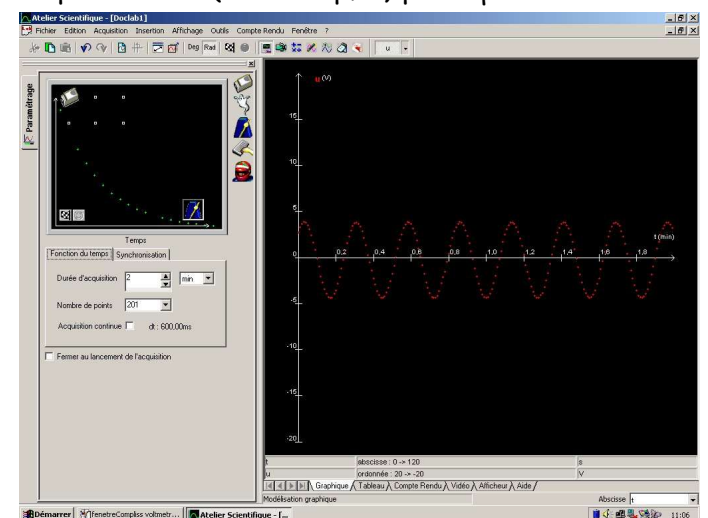 Atelier Scientifique - [Doclab1]
Fichier Edition Acquisition Insertion Affichage Outils Compte Rendu Fenêtre ?
Deg Rad u
Paramétrage
Temps
Fonction du temps Synchronisation
Durée d'acquisition 2 min
Nombre de points 201
Acquisition continue dt : 600,00ms
Fermer au lancement de l'acquisition
u (V)
15
10
5
t (min)
0 0,2 0,4 0,6 0,8 1,0 1,2 1,4 1,6 1,8
-5
-10
-15
-20
t abscisse : 0 -> 120 s
u ordonnée : 20 -> -20 V
Graphique Tableau Compte Rendu Vidéo Afficheur Aide
Modélisation graphique Abscisse t
Démarrer Atelier Scientifique - [... 11:06